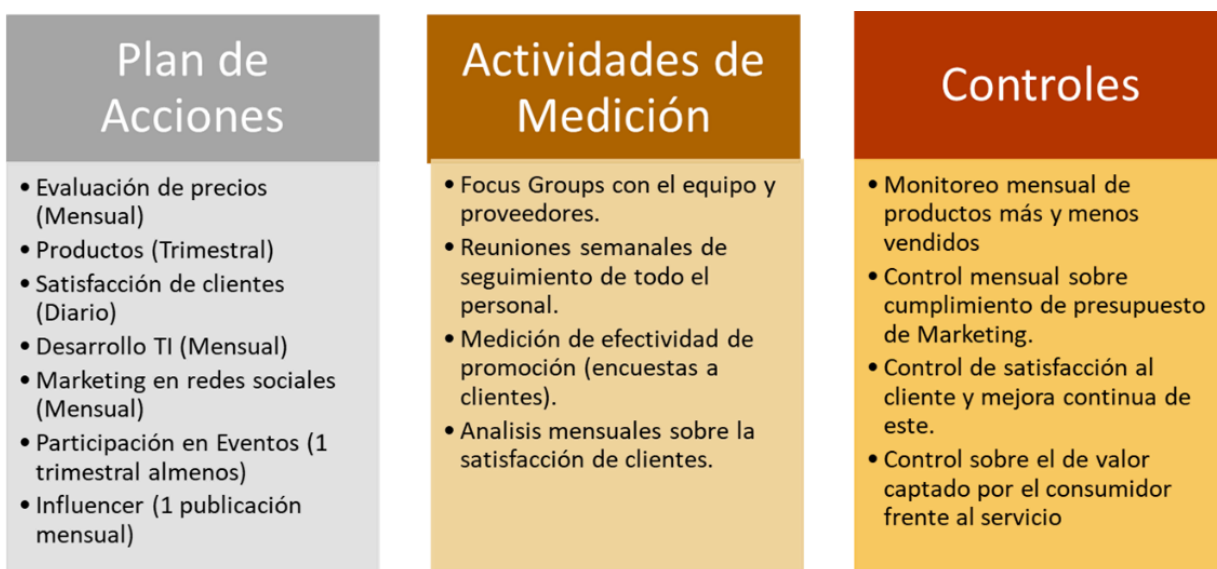 Plan de
Acciones
• Evaluación de precios
(Mensual)
• Productos (Trimestral)
• Satisfacción de clientes
(Diario)
• Desarrollo TI (Mensual)
• Marketing en redes sociales
(Mensual)
• Participación en Eventos (1
trimestral almenos)
• Influencer (1 publicación
mensual)
Actividades de
Medición
• Focus Groups con el equipo y
proveedores.
• Reuniones semanales de
seguimiento de todo el
personal.
• Medición de efectividad de
promoción (encuestas a
clientes).
• Analisis mensuales sobre la
satisfacción de clientes.
Controles
• Monitoreo mensual de
productos más y menos
vendidos
• Control mensual sobre
cumplimiento de presupuesto
de Marketing.
• Control de satisfacción al
cliente y mejora continua de
este.
• Control sobre el de valor
captado por el consumidor
frente al servicio